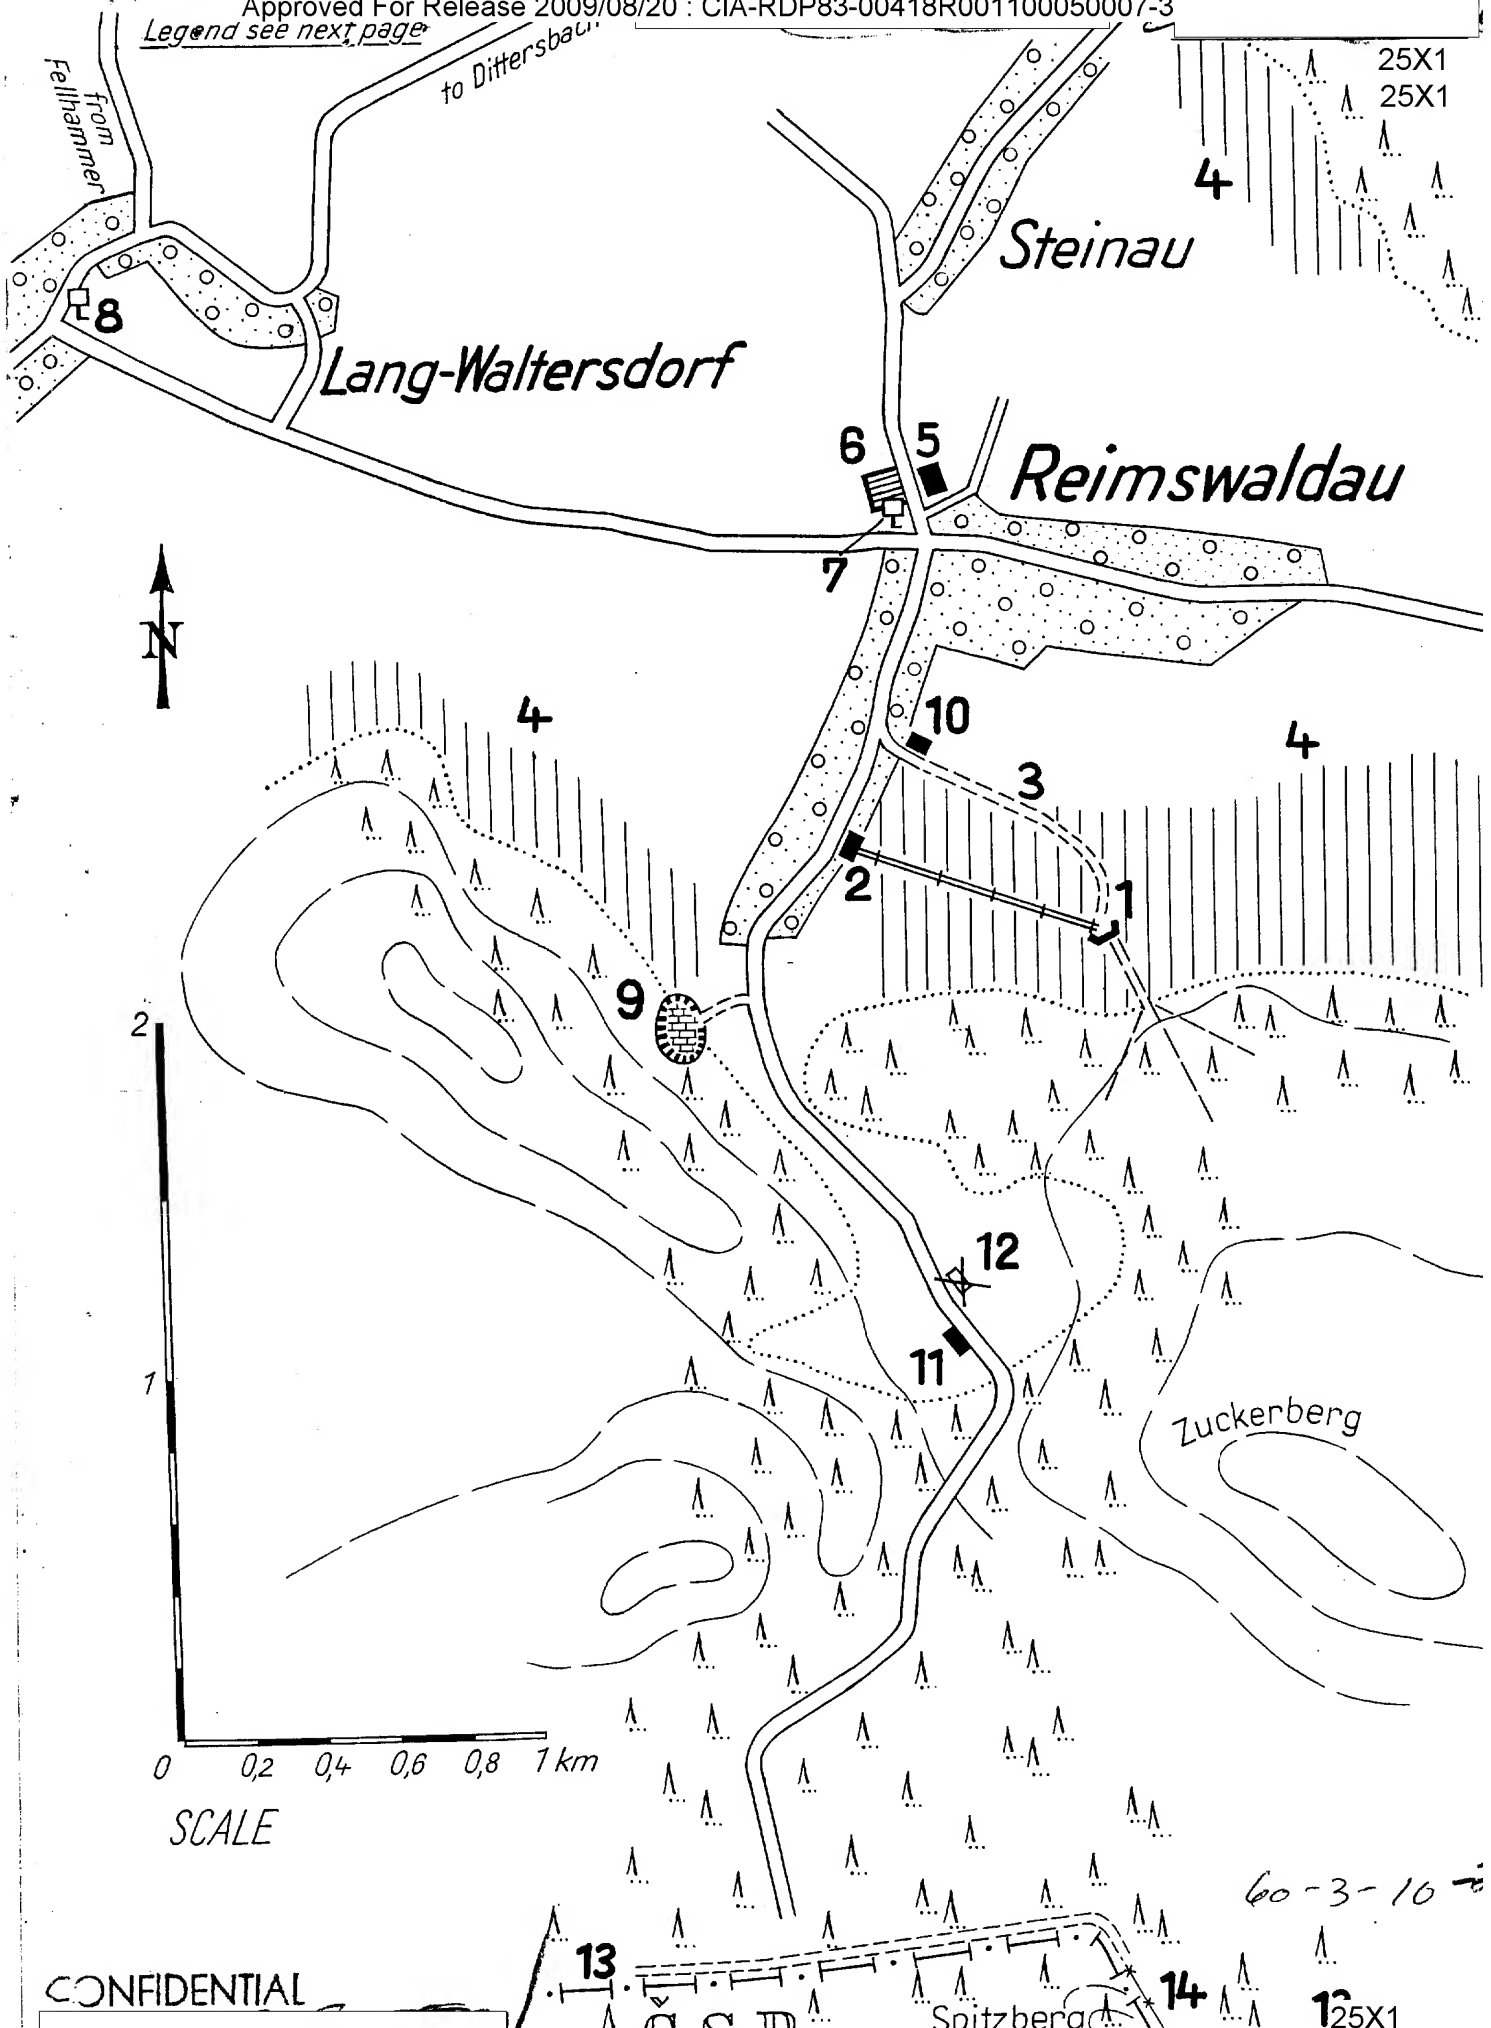 Approved For Release 2009/08/20 : CIA-RDP83-00418R001100050007-3
Legend see next page
25X1
25X1
from
Fellhammer
to Dittersbach
4
Steinau
8
Lang-Waltersdorf
6
5
Reimswaldau
7
N
4
10
4
3
2
1
9
2
12
11
1
Zuckerberg
0 0,2 0,4 0,6 0,8 1 km
SCALE
60-3-10
13
14
CONFIDENTIAL
ČSR
Spitzberg
25X1